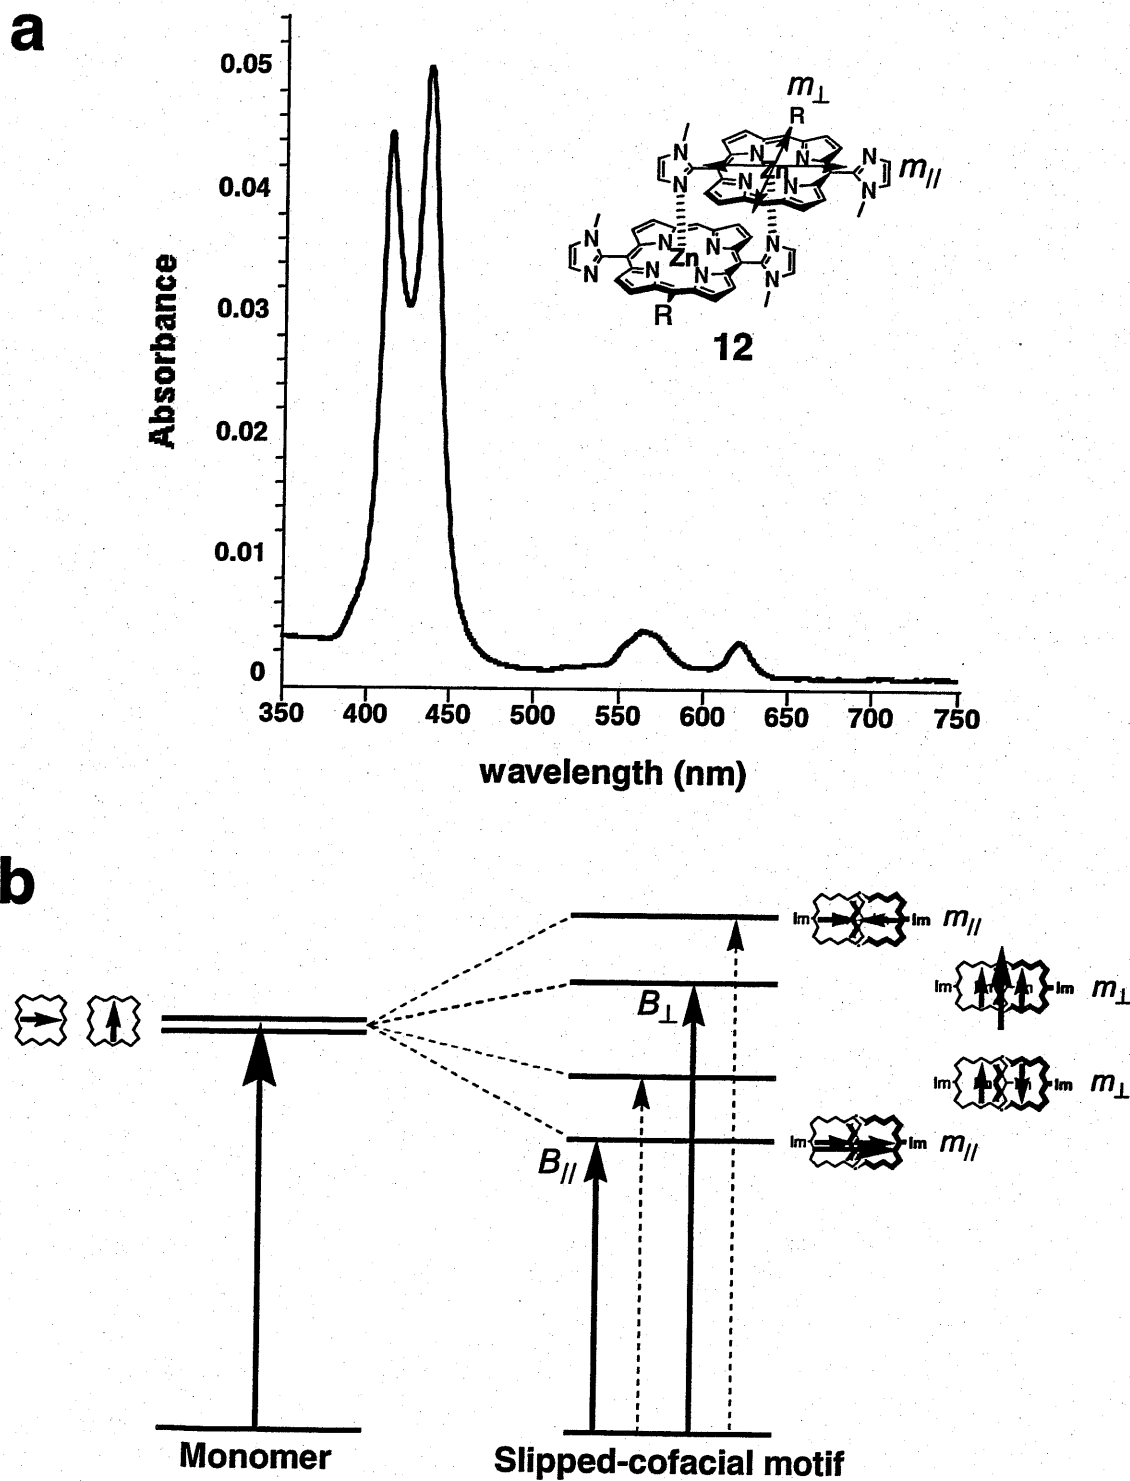 a
0.05
0.04
0.03
0.02
0.01
0
Absorbance
350 400 450 500 550 600 650 700 750
wavelength (nm)
m⊥
R
N N N N m//
N Zn N N N
N N N N
N Zn N N N
R
12
b
Im Im m//
B⊥ Im Im m⊥
Im Im m⊥
B// Im Im m//
Monomer
Slipped-cofacial motif